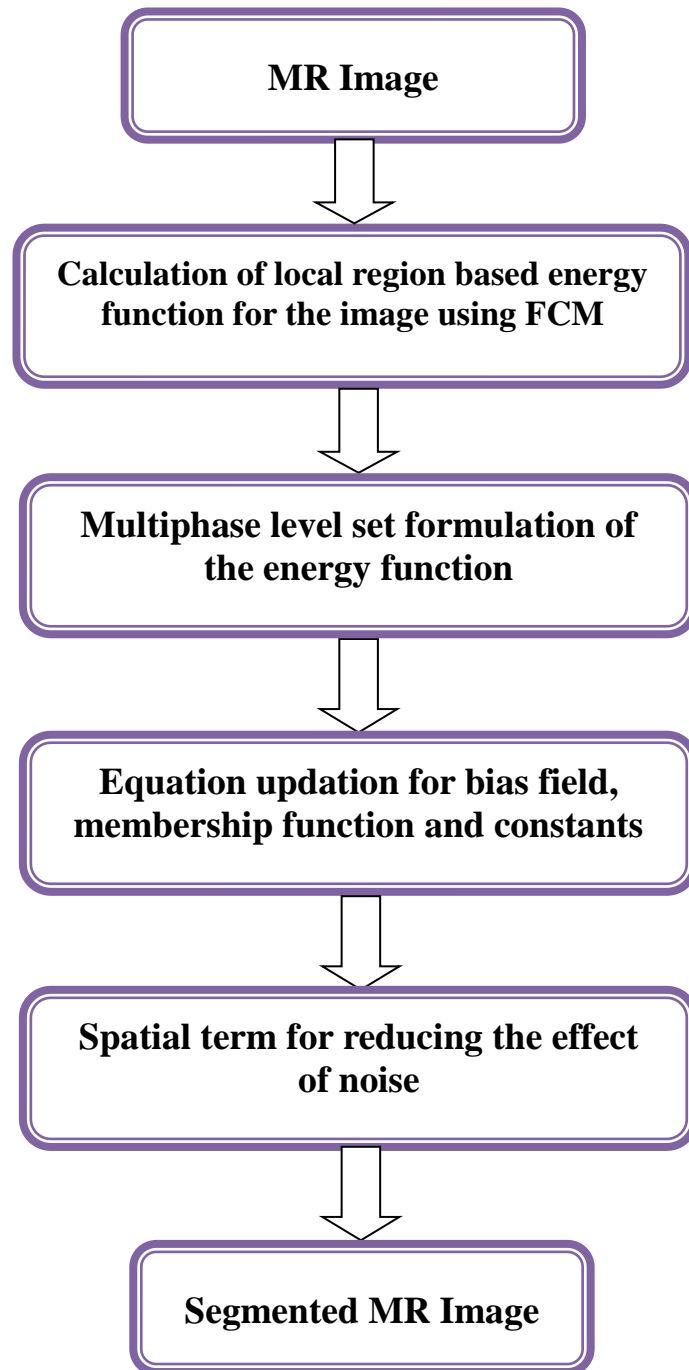 MR Image
Calculation of local region based energy
function for the image using FCM
Multiphase level set formulation of
the energy function
Equation updation for bias field,
membership function and constants
Spatial term for reducing the effect
of noise
Segmented MR Image